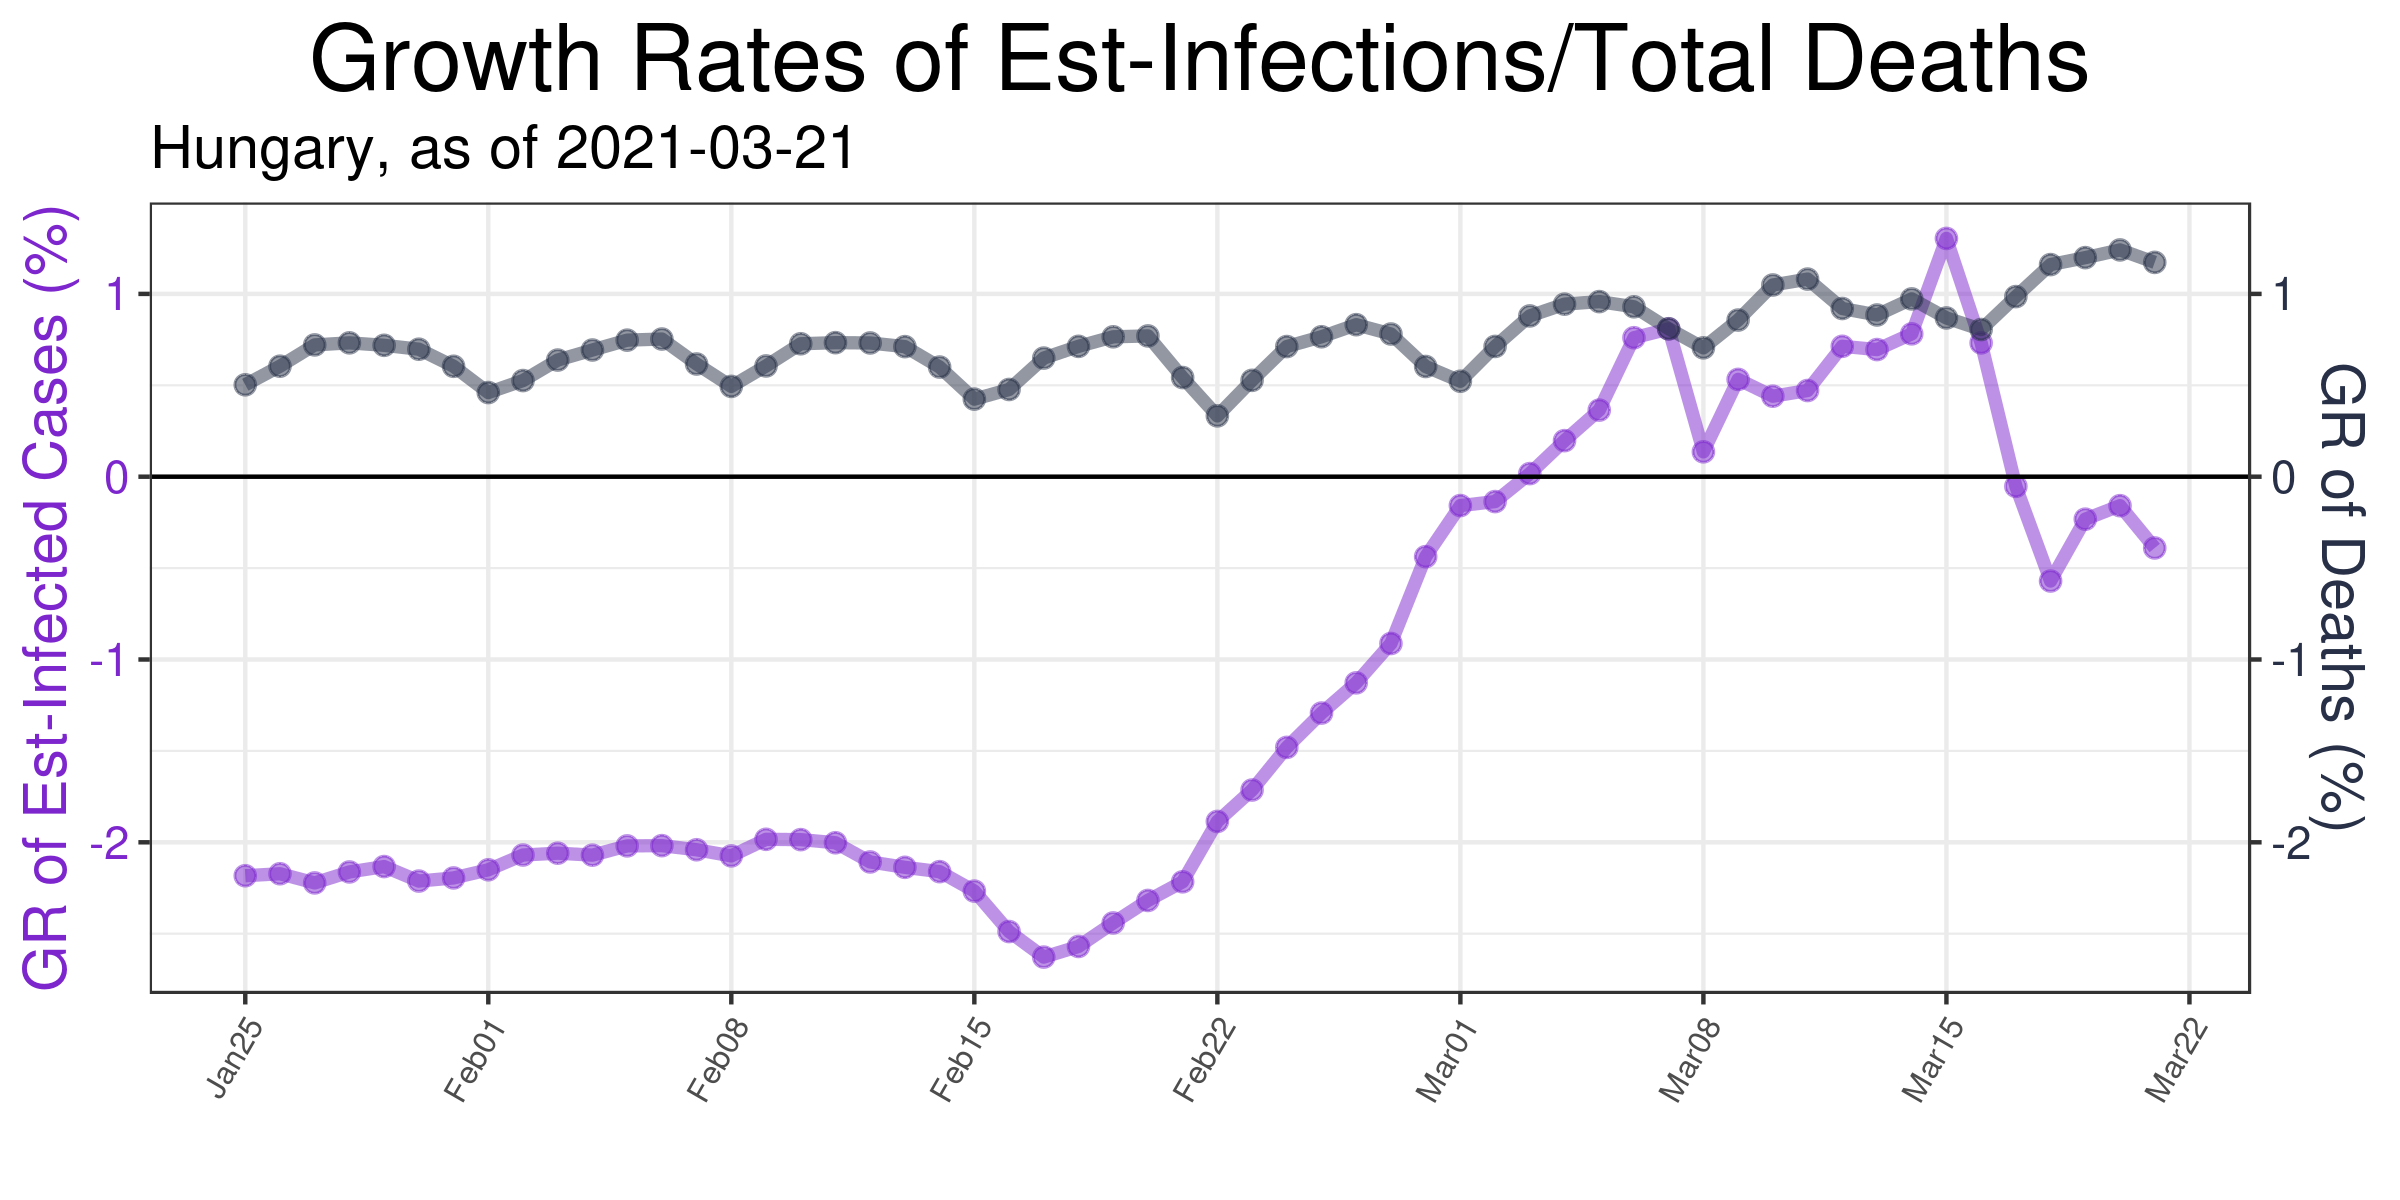 Growth Rates of Est-Infections/Total Deaths
Hungary, as of 2021-03-21
GR of Est-Infected Cases (%)
1
0
-1
-2
1
0
-1
-2
GR of Deaths (%)
Jan25
Feb01
Feb08
Feb15
Feb22
Mar01
Mar08
Mar15
Mar22